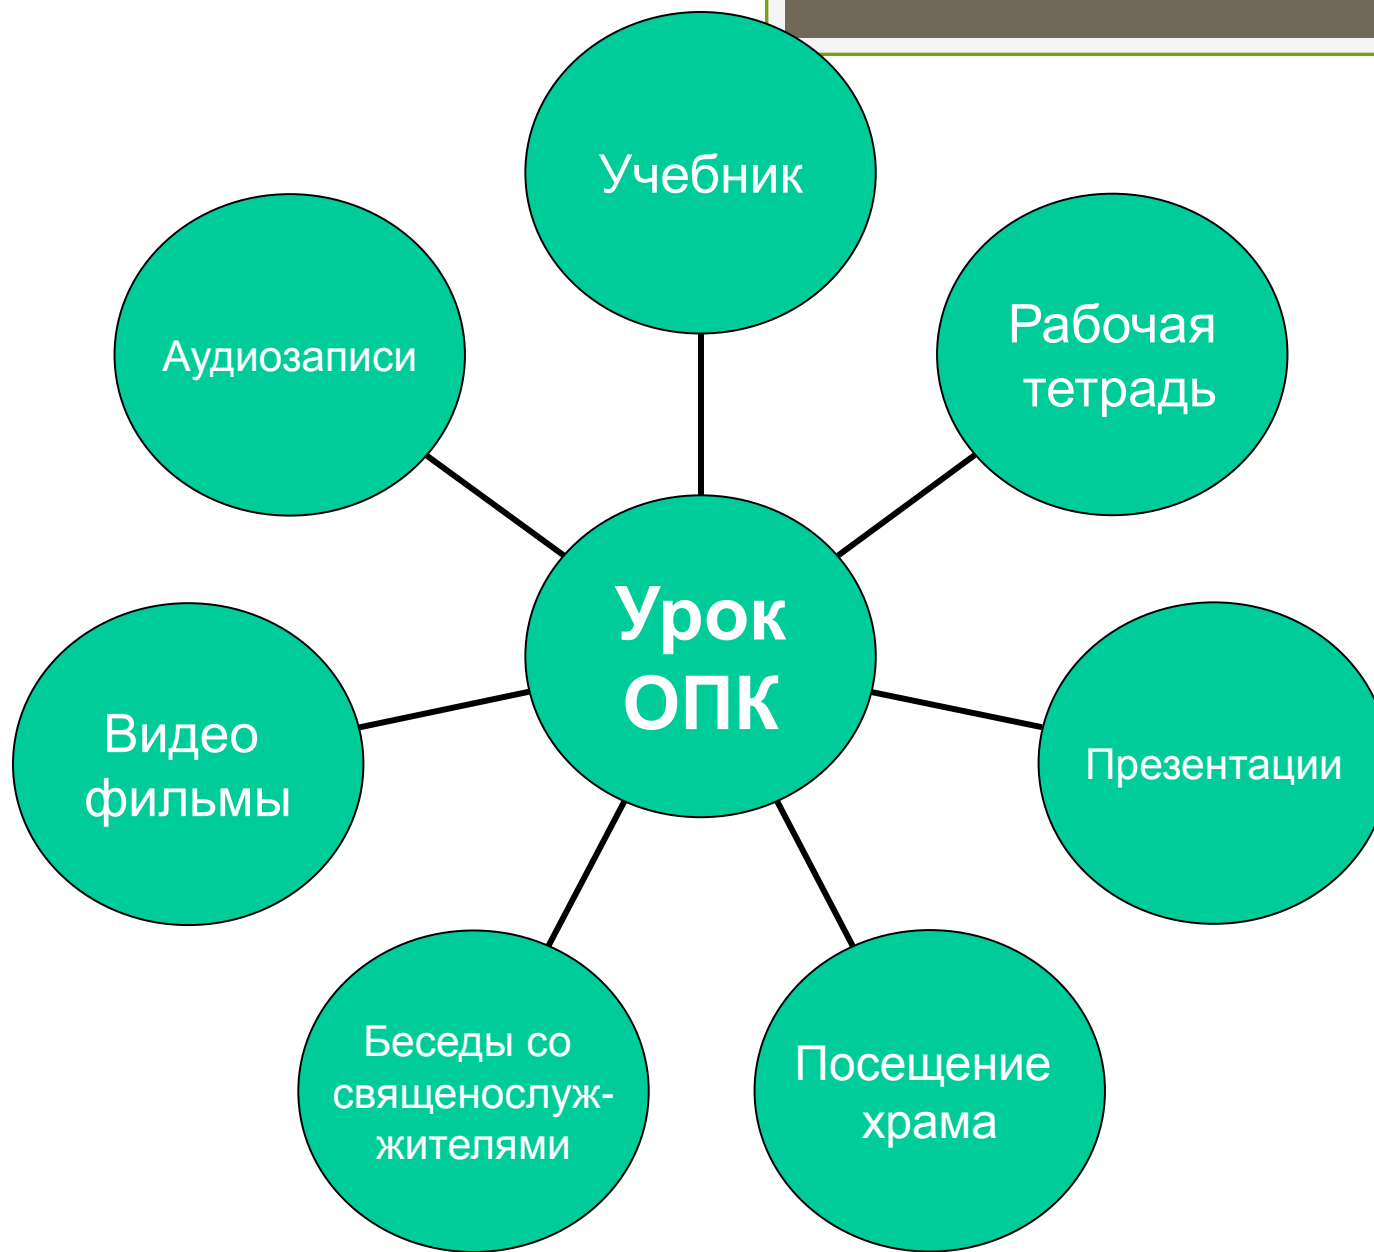 Учебник
Рабочая
тетрадь
Аудиозаписи
Урок
ОПК
Презентации
Видео
фильмы
Посещение
храма
Беседы со
священослуж-
жителями